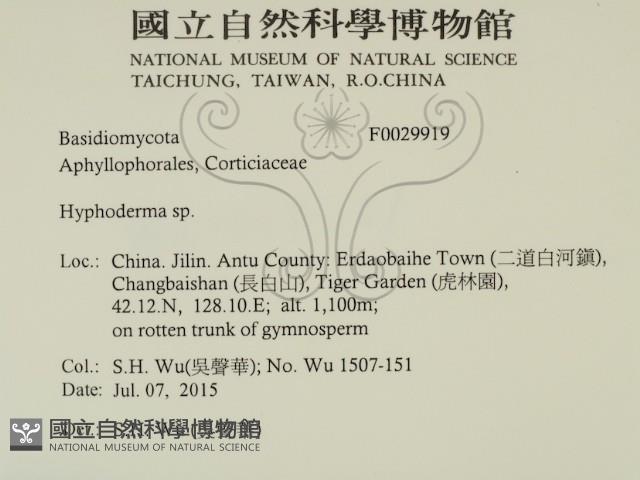 國立自然科學博物館
NATIONAL MUSEUM OF NATURAL SCIENCE
TAICHUNG, TAIWAN, R.O.CHINA
Basidiomycota F0029919
Aphyllophorales, Corticiaceae
Hyphoderma sp.
Loc.: China. Jilin. Antu County: Erdaobaihe Town (二道白河鎭),
Changbaishan (長白山), Tiger Garden (虎林園),
42.12.N, 128.10.E; alt. 1,100m;
on rotten trunk of gymnosperm
Col.: S.H. Wu(吳聲華); No. Wu 1507-151
Date: Jul. 07, 2015
國立自然科學博物館
NATIONAL MUSEUM OF NATURAL SCIENCE